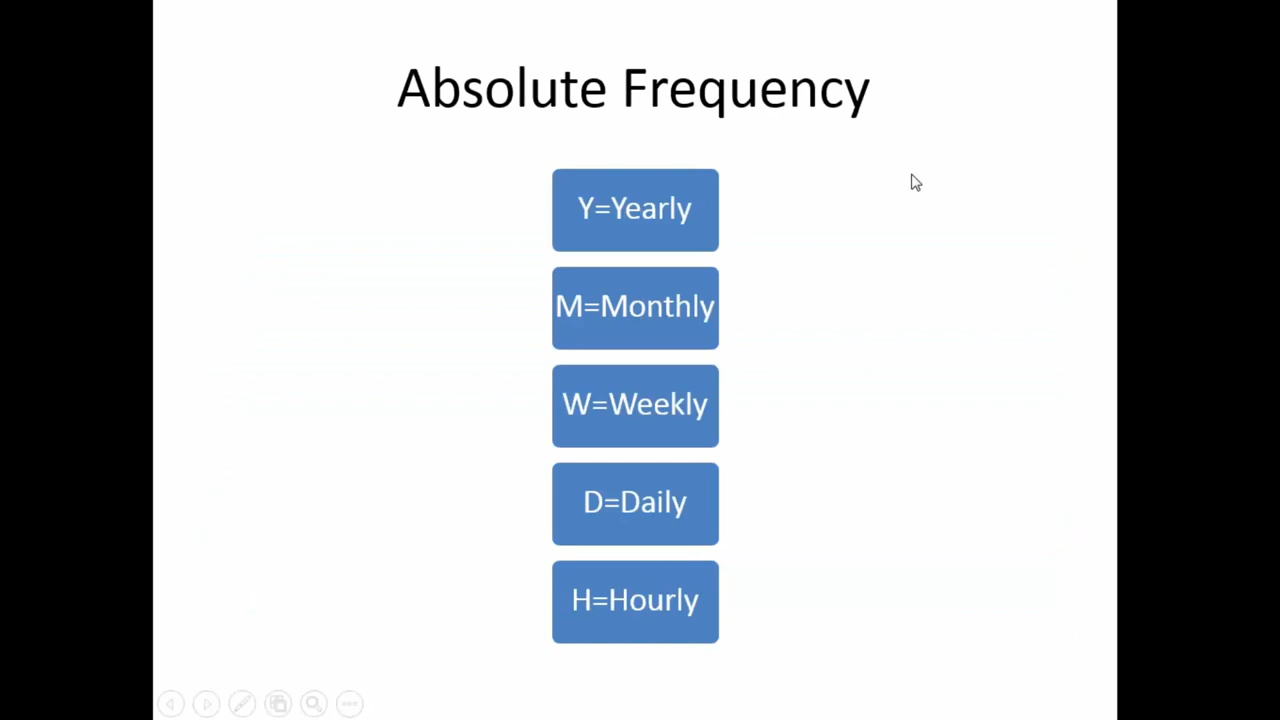 Absolute Frequency
Y=Yearly
M=Monthly
W=Weekly
D=Daily
H=Hourly